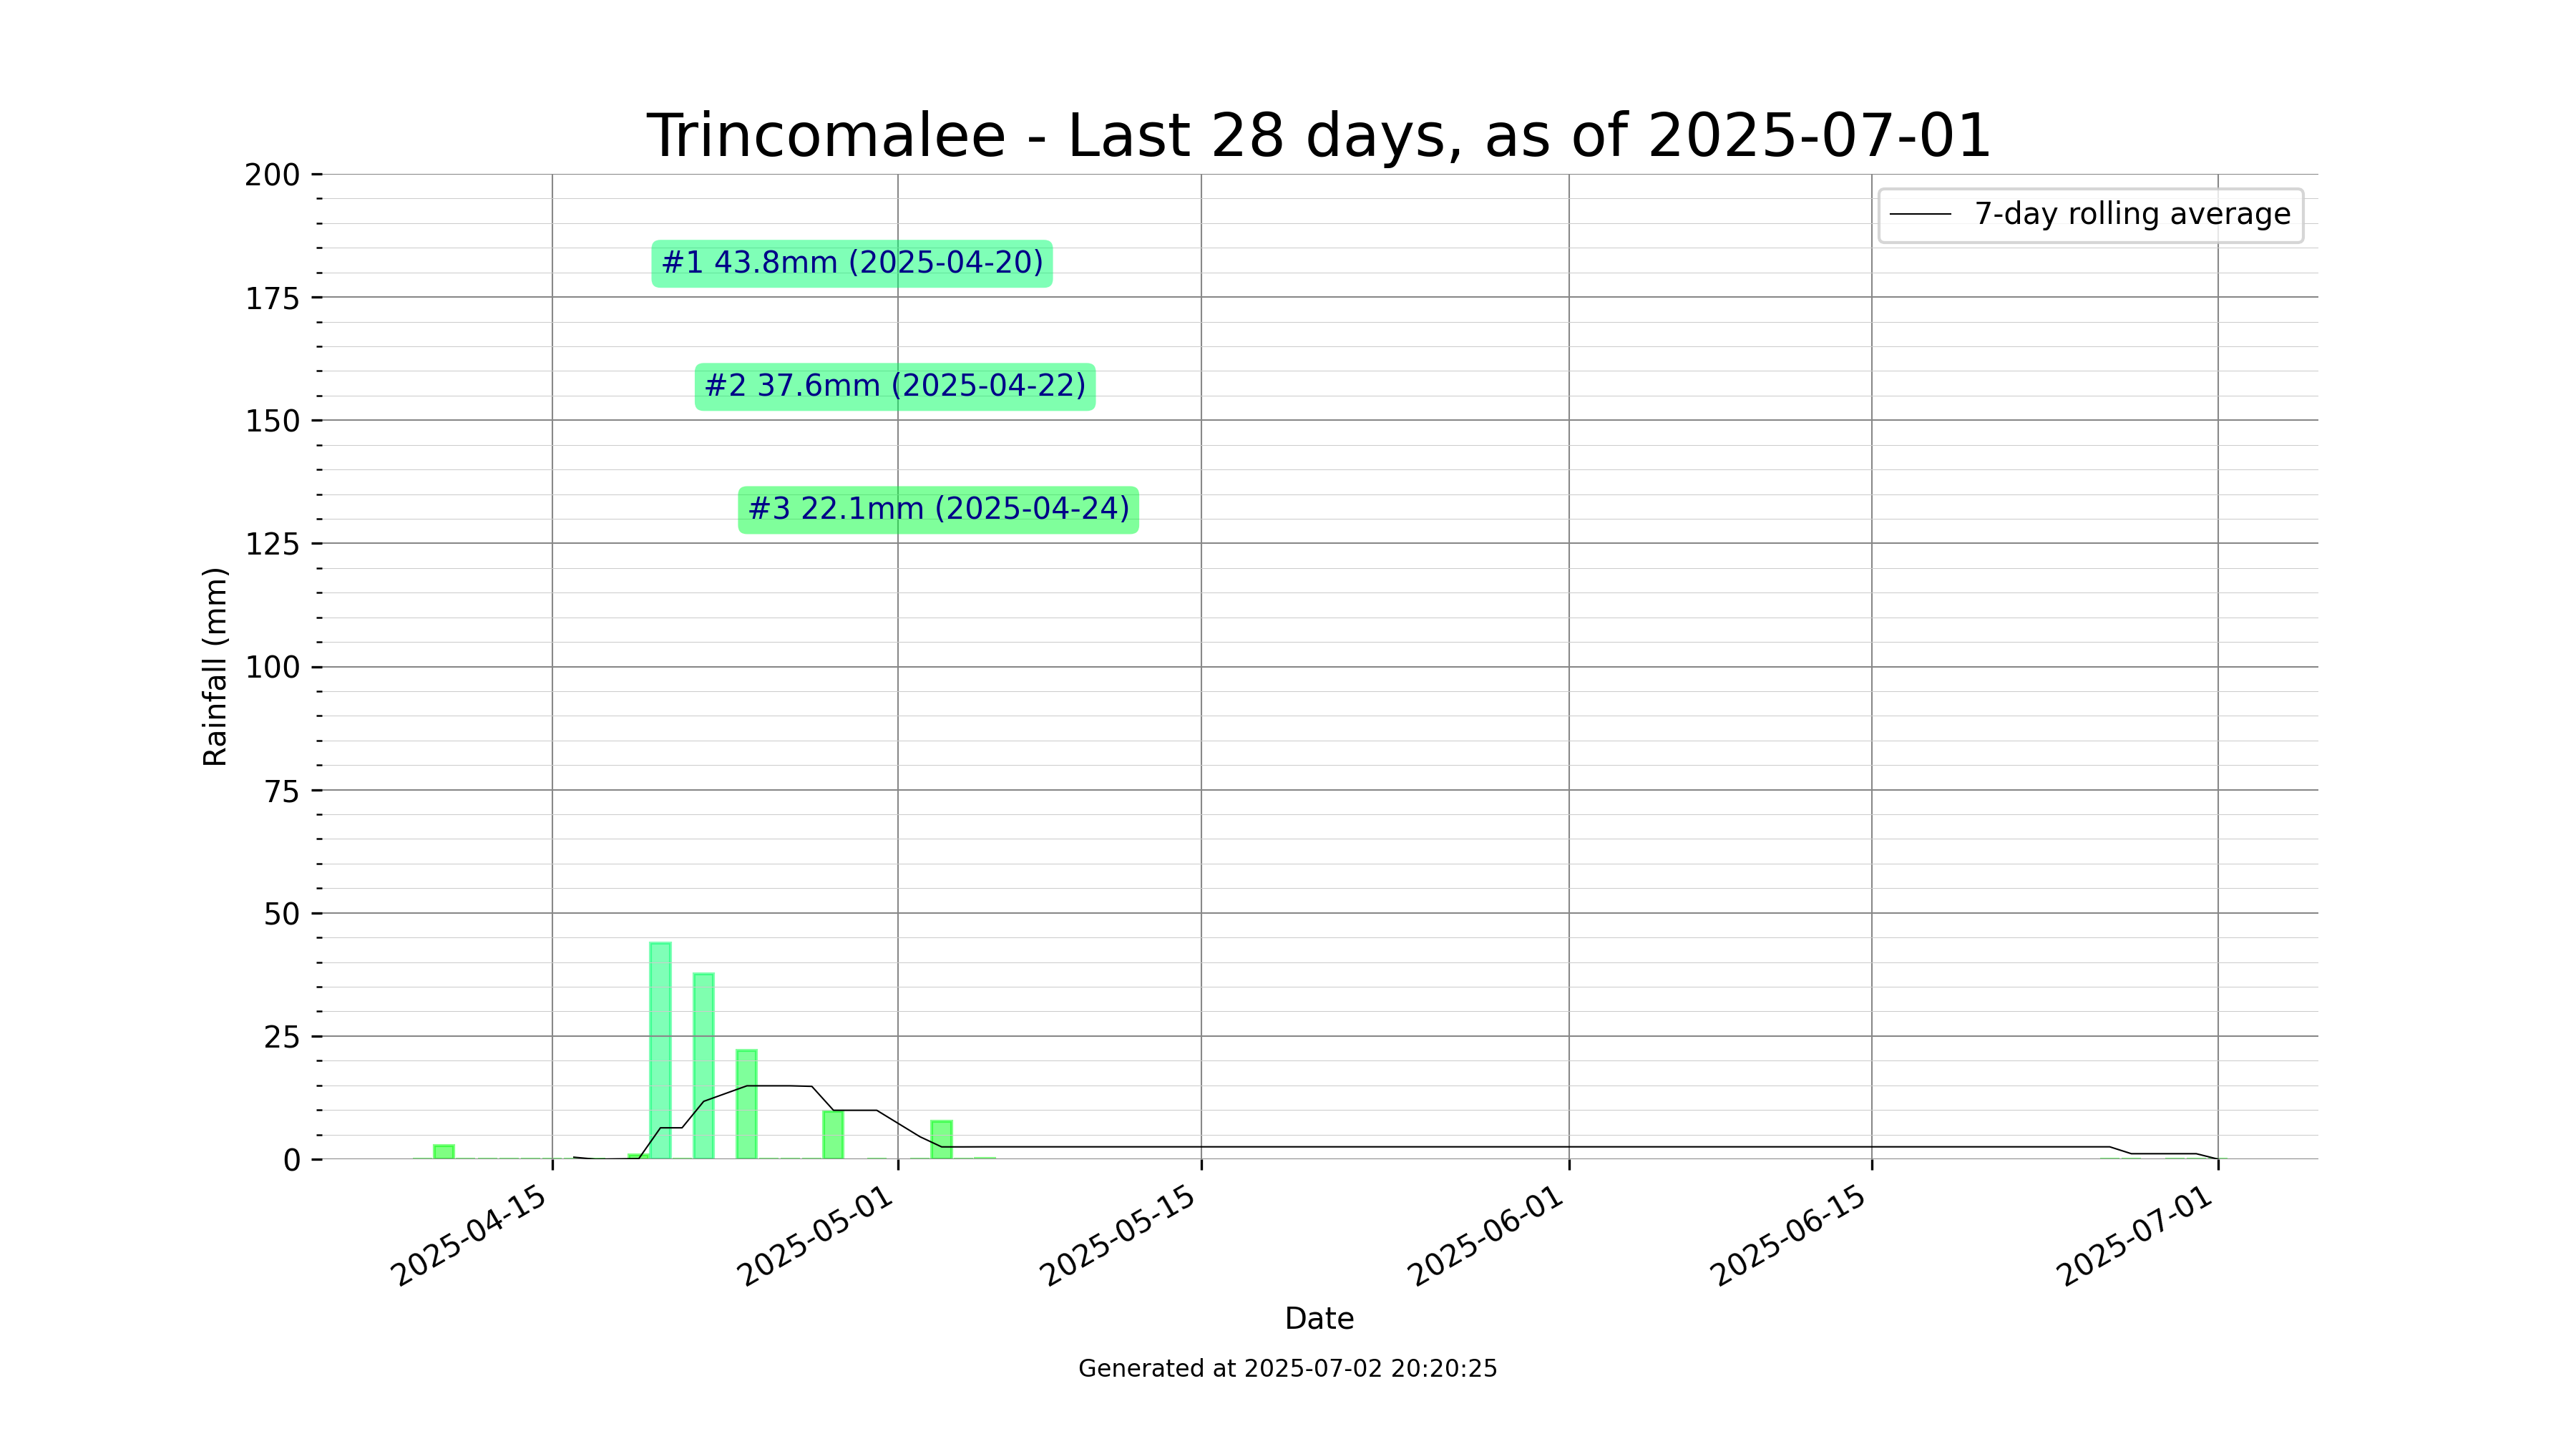 Trincomalee - Last 28 days, as of 2025-07-01
200
175
150
125
100
75
50
25
0
Rainfall (mm)
7-day rolling average
#1 43.8mm (2025-04-20)
#2 37.6mm (2025-04-22)
#3 22.1mm (2025-04-24)
2025-04-15
2025-05-01
2025-05-15
2025-06-01
2025-06-15
2025-07-01
Date
Generated at 2025-07-02 20:20:25